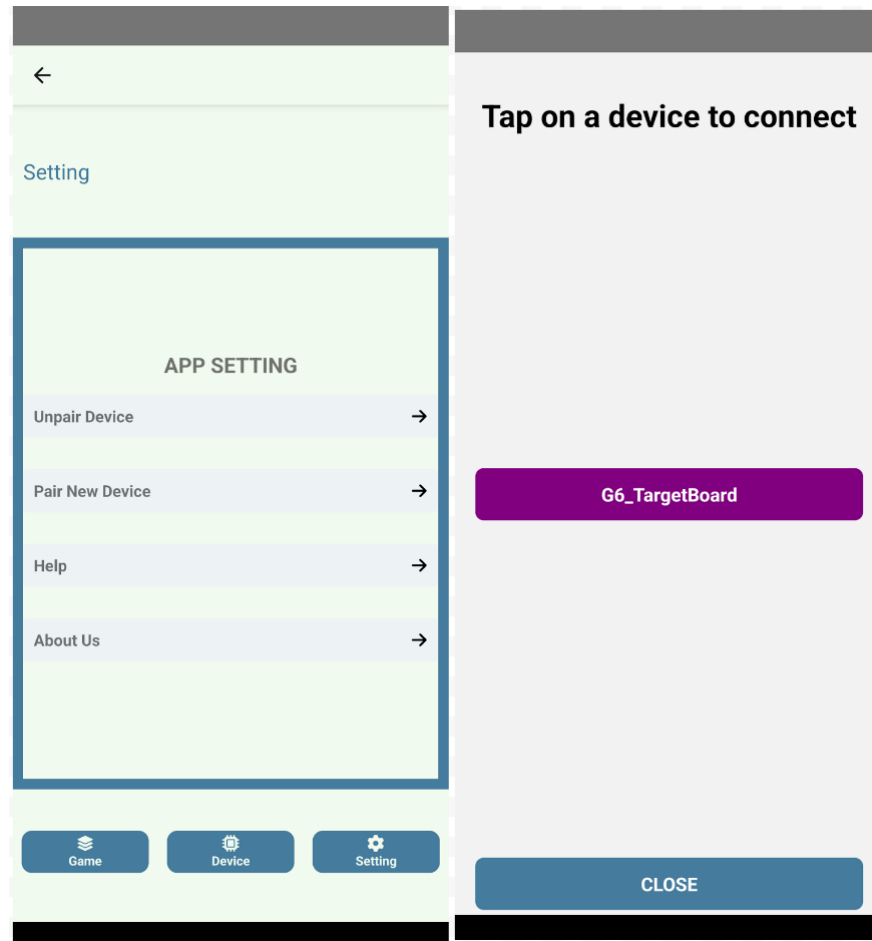 Setting
APP SETTING
Unpair Device
Pair New Device
Help
About Us
Game
Device
Setting
Tap on a device to connect
G6_TargetBoard
CLOSE